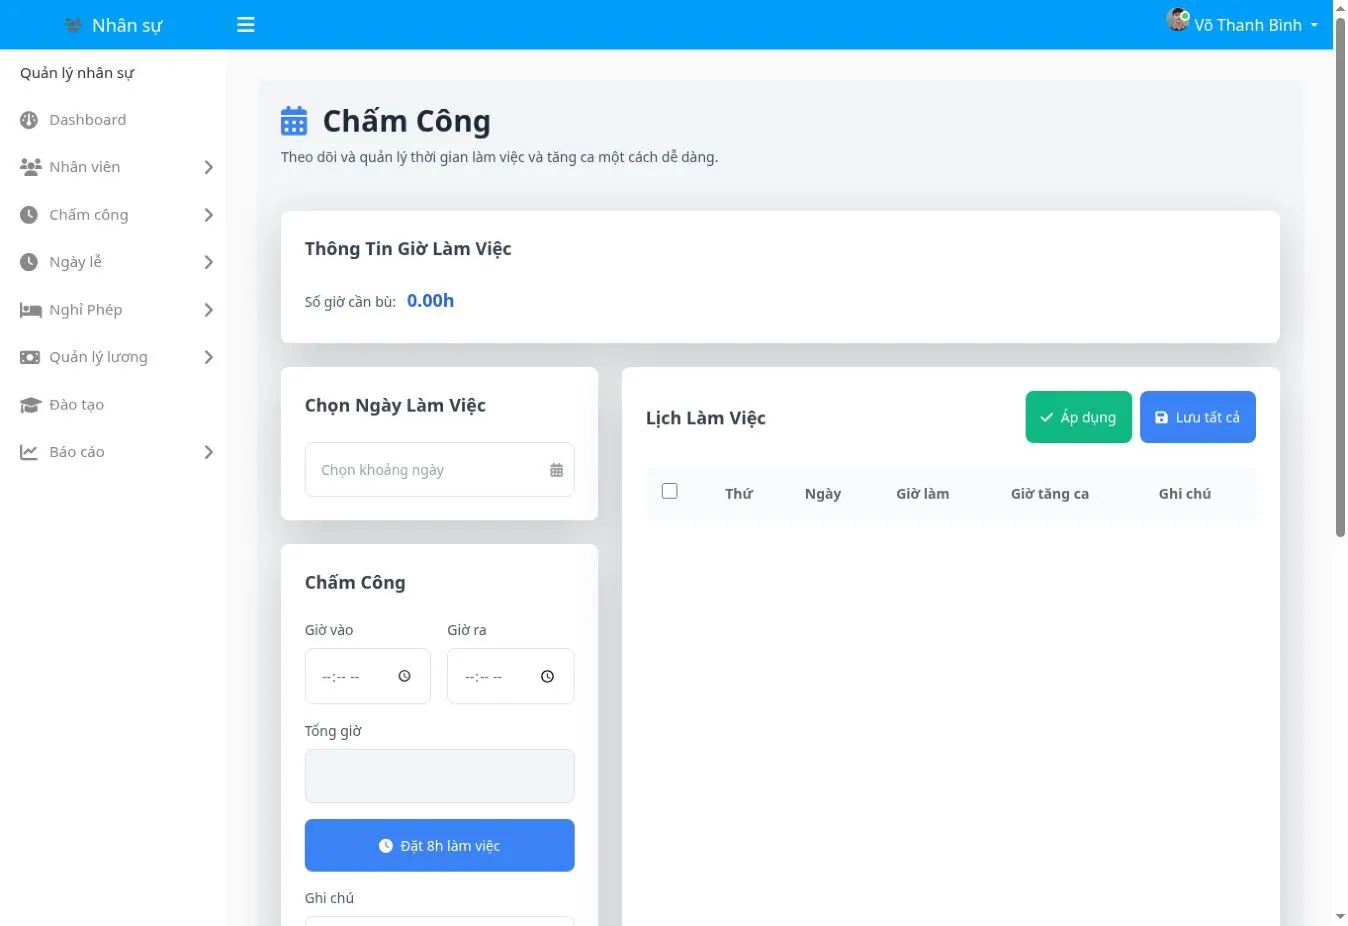 Nhân sự
Võ Thanh Bình
Quản lý nhân sự
Dashboard
Nhân viên
Chấm công
Ngày lễ
Nghỉ Phép
Quản lý lương
Đào tạo
Báo cáo
Chấm Công
Theo dõi và quản lý thời gian làm việc và tăng ca một cách dễ dàng.
Thông Tin Giờ Làm Việc
Số giờ cần bù: 0.00h
Chọn Ngày Làm Việc
Chọn khoảng ngày
Chấm Công
Giờ vào Giờ ra
--:-- -- --:-- --
Tổng giờ
Đặt 8h làm việc
Ghi chú
Lịch Làm Việc
Áp dụng Lưu tất cả
Thứ Ngày Giờ làm Giờ tăng ca Ghi chú